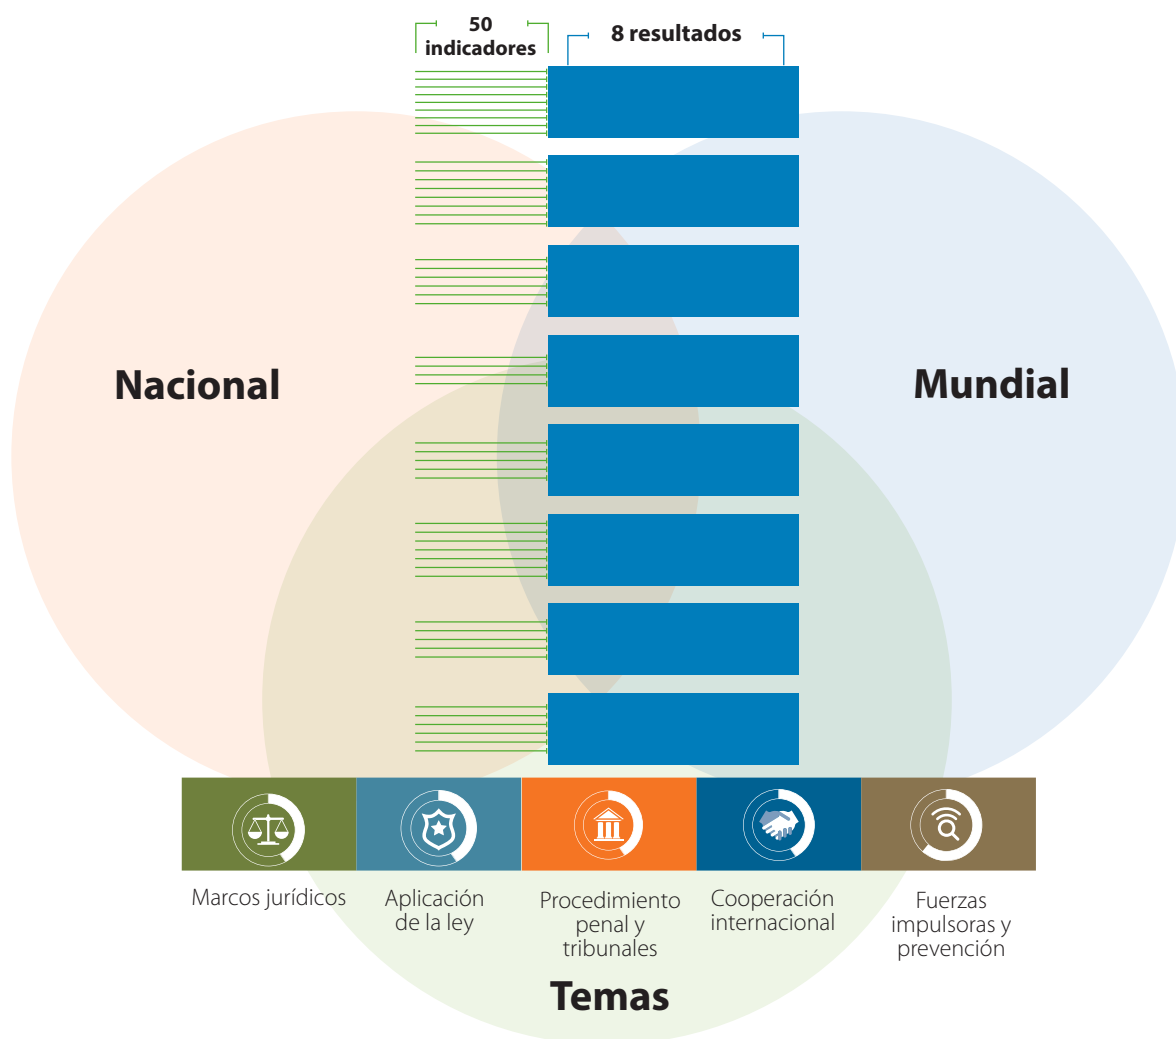 50
indicadores
8 resultados
Nacional
Mundial
Marcos jurídicos
Aplicación
de la ley
Procedimiento
penal y
tribunales
Cooperación
internacional
Fuerzas
impulsoras y
prevención
Temas